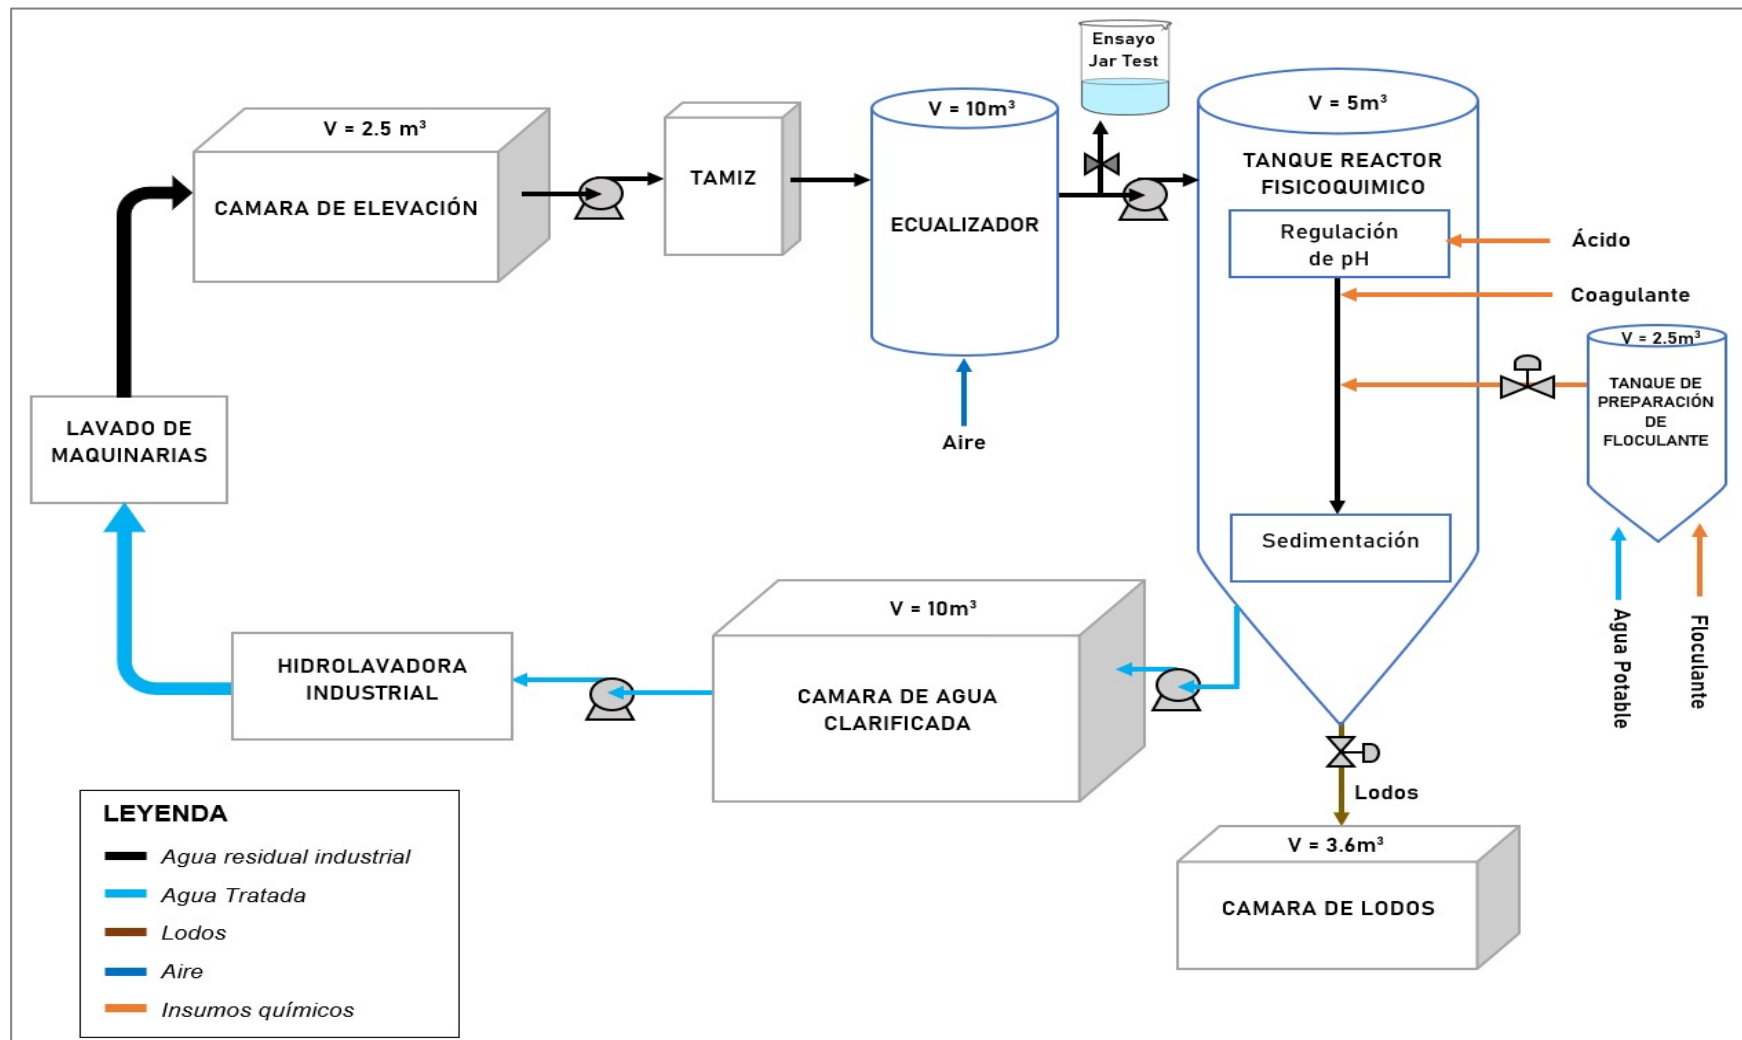 Ensayo
Jar Test
V = 2.5 m³
CAMARA DE ELEVACIÓN
TAMIZ
V = 10m³
ECUALIZADOR
Aire
V = 5m³
TANQUE REACTOR
FISICOQUIMICO
Regulación
de pH
Ácido
Coagulante
V = 2.5m³
TANQUE DE
PREPARACIÓN
DE
FLOCULANTE
Agua Potable
Floculante
Sedimentación
LAVADO DE
MAQUINARIAS
HIDROLAVADORA
INDUSTRIAL
V = 10m³
CAMARA DE AGUA
CLARIFICADA
Lodos
V = 3.6m³
CAMARA DE LODOS
LEYENDA
Agua residual industrial
Agua Tratada
Lodos
Aire
Insumos químicos